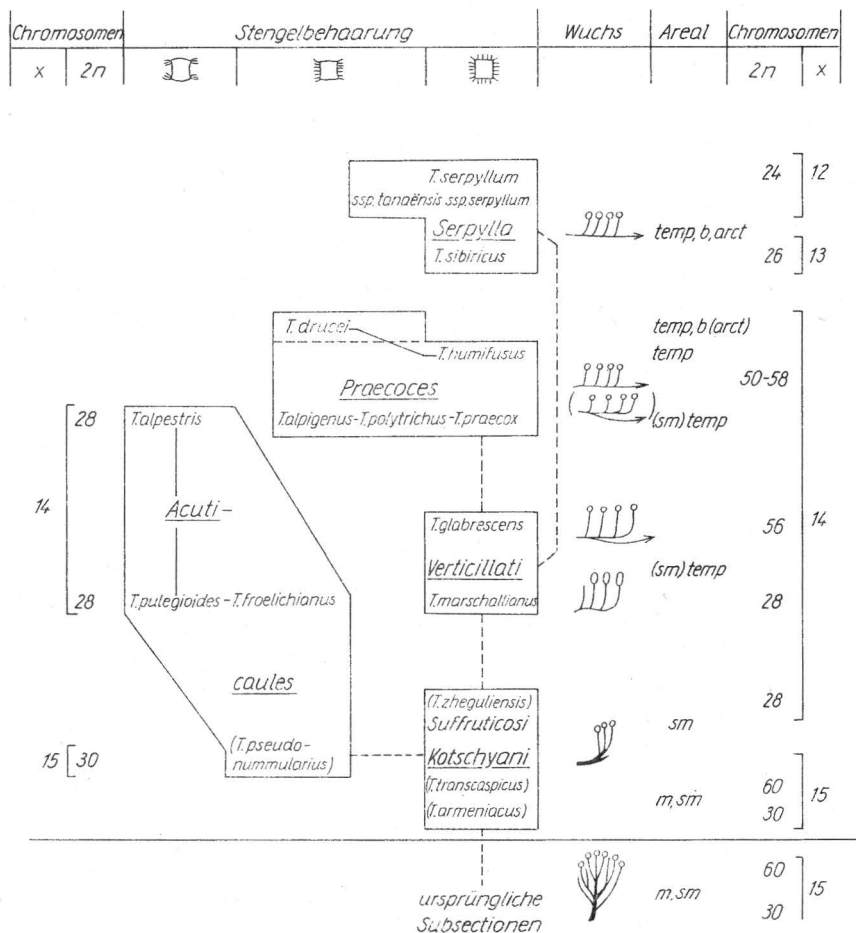 Chromosomen Stengelbehaarung Wuchs Areal Chromosomen
x 2n 2n x
T. serpyllum 24 12
ssp. tanaënsis ssp. serpyllum
Serpylla temp, b, arct
T. sibiricus 26 13
T. drucei temp, b (arct)
T. humifusus temp
Praecoces 50-58
28 T. alpestris T. alpigenus - T. polytrichus - T. praecox (sm) temp
14 Acuti- T. glabrescens 56 14
Verticillati (sm) temp
28 T. pulegioides - T. froelichianus T. marschallianus 28
caules (T. zheguliensis) 28
Suffruticosi sm
(T. pseudo-
15 30 nummularius) Kotschyani
(T. transcaspicus) 60
m, sm 15
(T. armeniacus) 30
60
ursprüngliche m, sm 15
Subsectionen 30